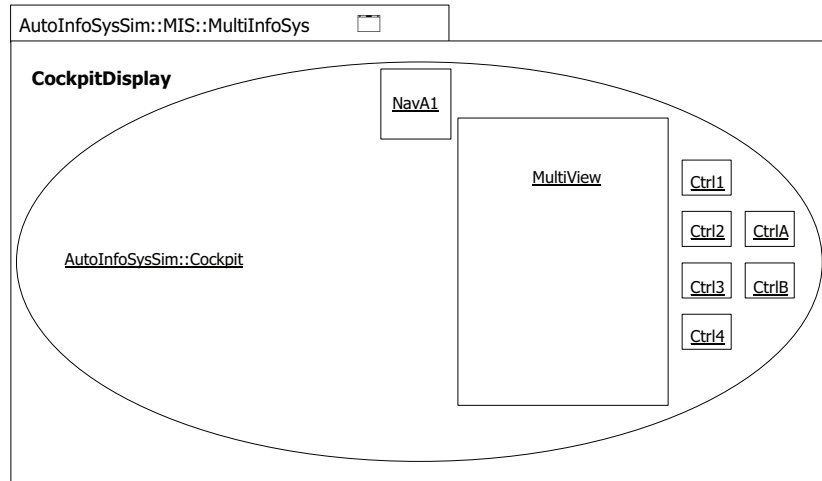 AutoInfoSysSim::MIS::MultiInfoSys
CockpitDisplay
NavA1
MultiView
Ctrl1
Ctrl2
CtrlA
AutoInfoSysSim::Cockpit
Ctrl3
CtrlB
Ctrl4